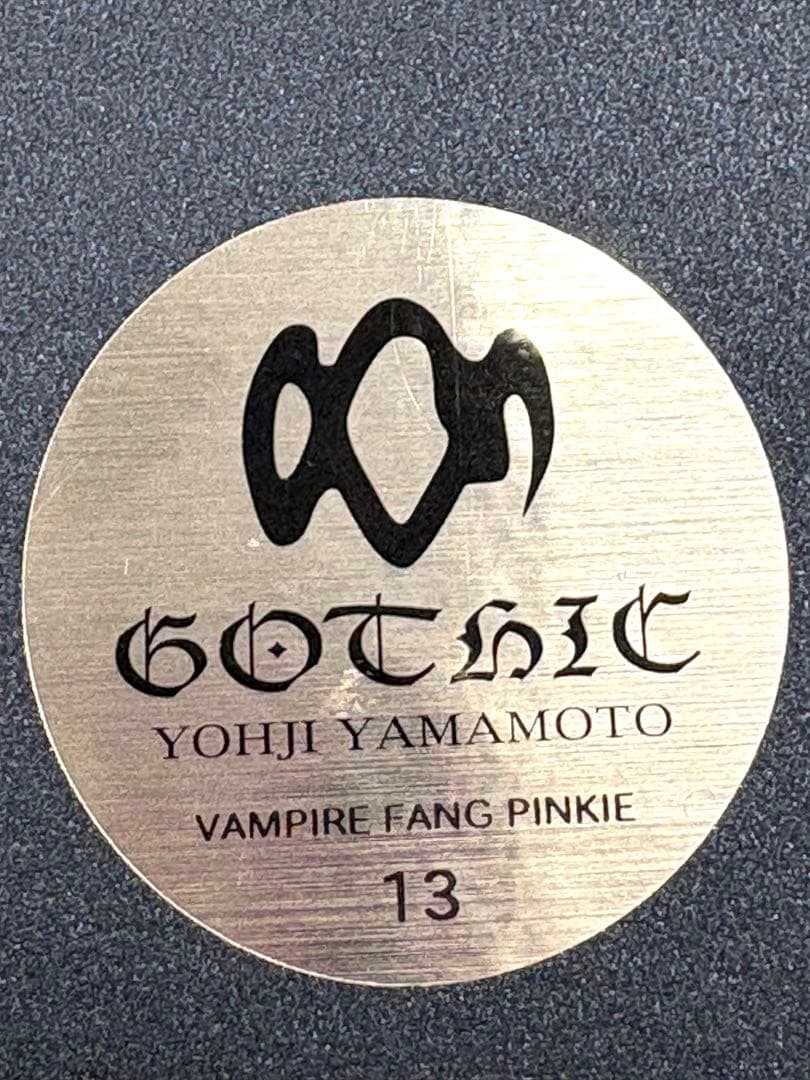 GOTHIC
YOHJI YAMAMOTO
VAMPIRE FANG PINKIE
13